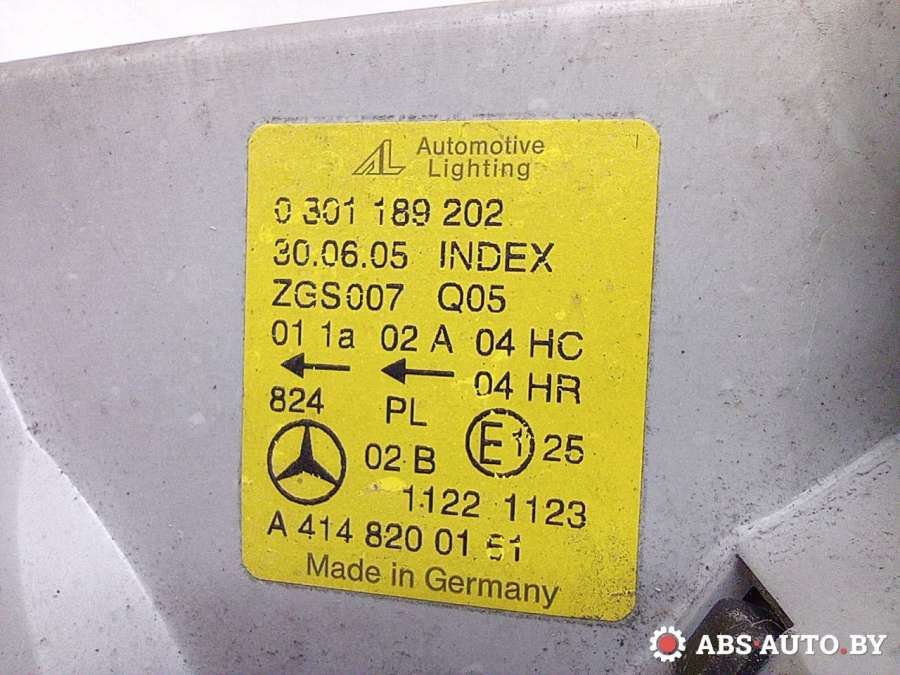 AL Automotive
Lighting
0 301 189 202
30.06.05 INDEX
ZGS007 Q05
01 1a 02 A 04 HC
04 HR
824 PL
02 B E1 25
1122 1123
A 414 820 01 61
Made in Germany
ABS-AUTO.BY